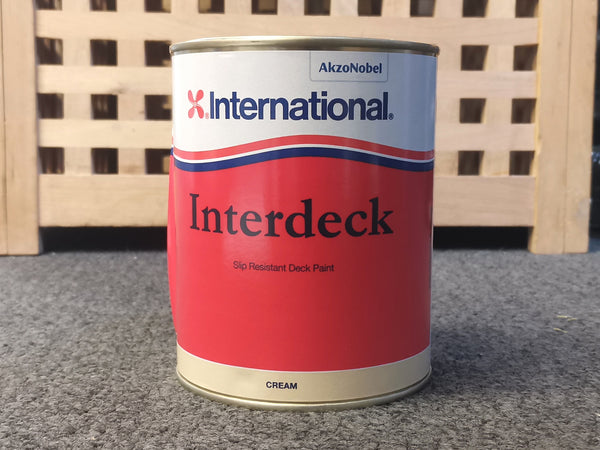 AkzoNobel
International®
Interdeck
Slip Resistant Deck Paint
CREAM